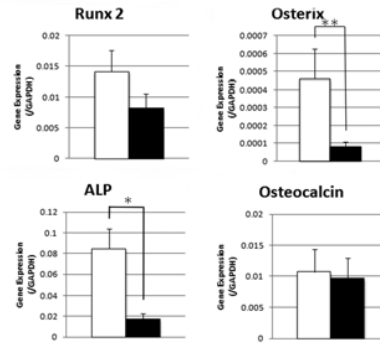 Runx 2
Gene Expression
(/GAPDH)
0.02
0.015
0.01
0.005
0
Osterix
**
Gene Expression
(/GAPDH)
0.0007
0.0006
0.0005
0.0004
0.0003
0.0002
0.0001
0
ALP
*
Gene Expression
(/GAPDH)
0.12
0.1
0.08
0.06
0.04
0.02
0
Osteocalcin
Gene Expression
(/GAPDH)
0.02
0.015
0.01
0.005
0